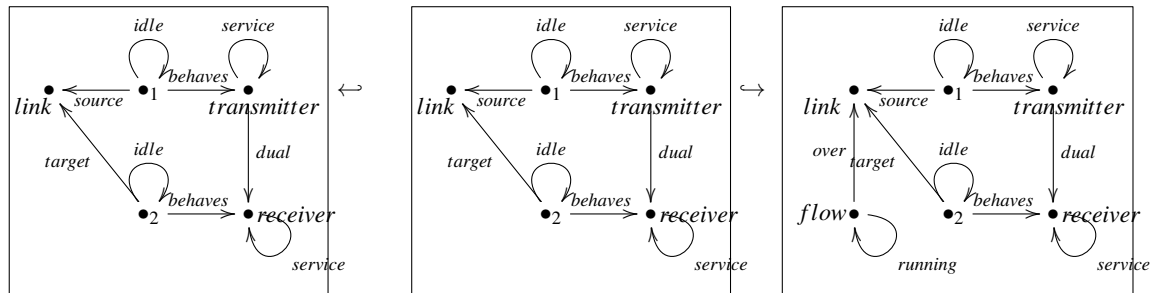 idle service idle service idle service
behaves behaves behaves
link source 1 transmitter ↩ link source 1 transmitter ↪ link source 1 transmitter
target idle dual target idle dual over target idle dual
behaves behaves behaves
2 receiver 2 receiver flow 2 receiver
service service running service